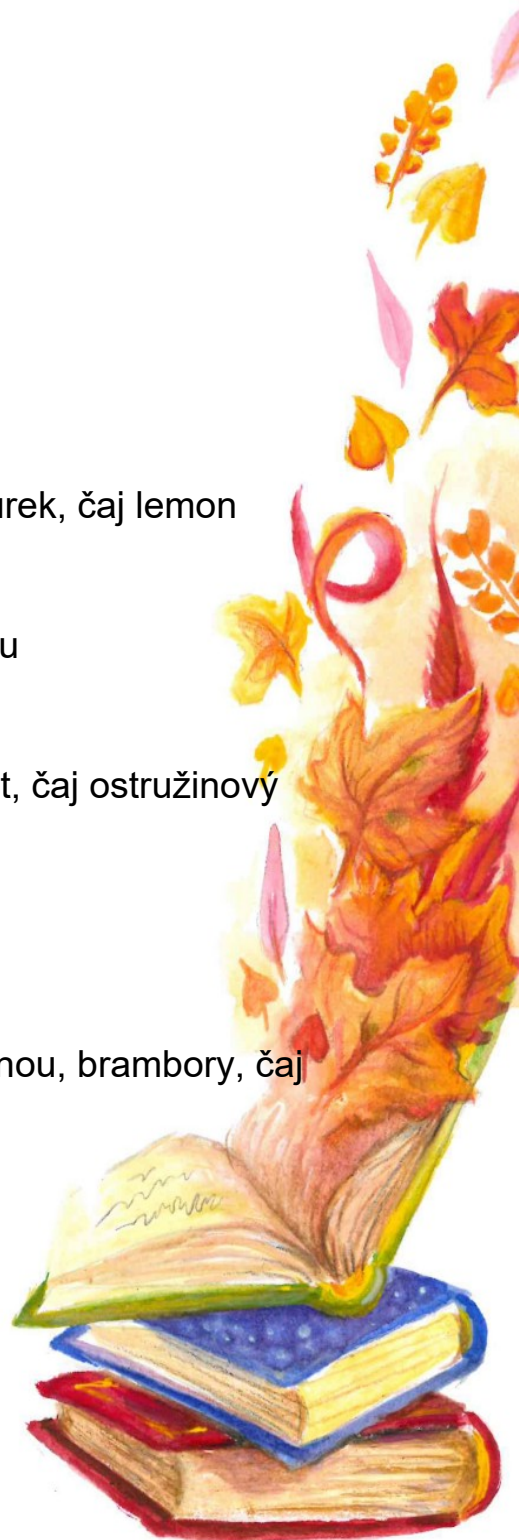 urek, čaj lemon
u
t, čaj ostružinový
nou, brambory, čaj